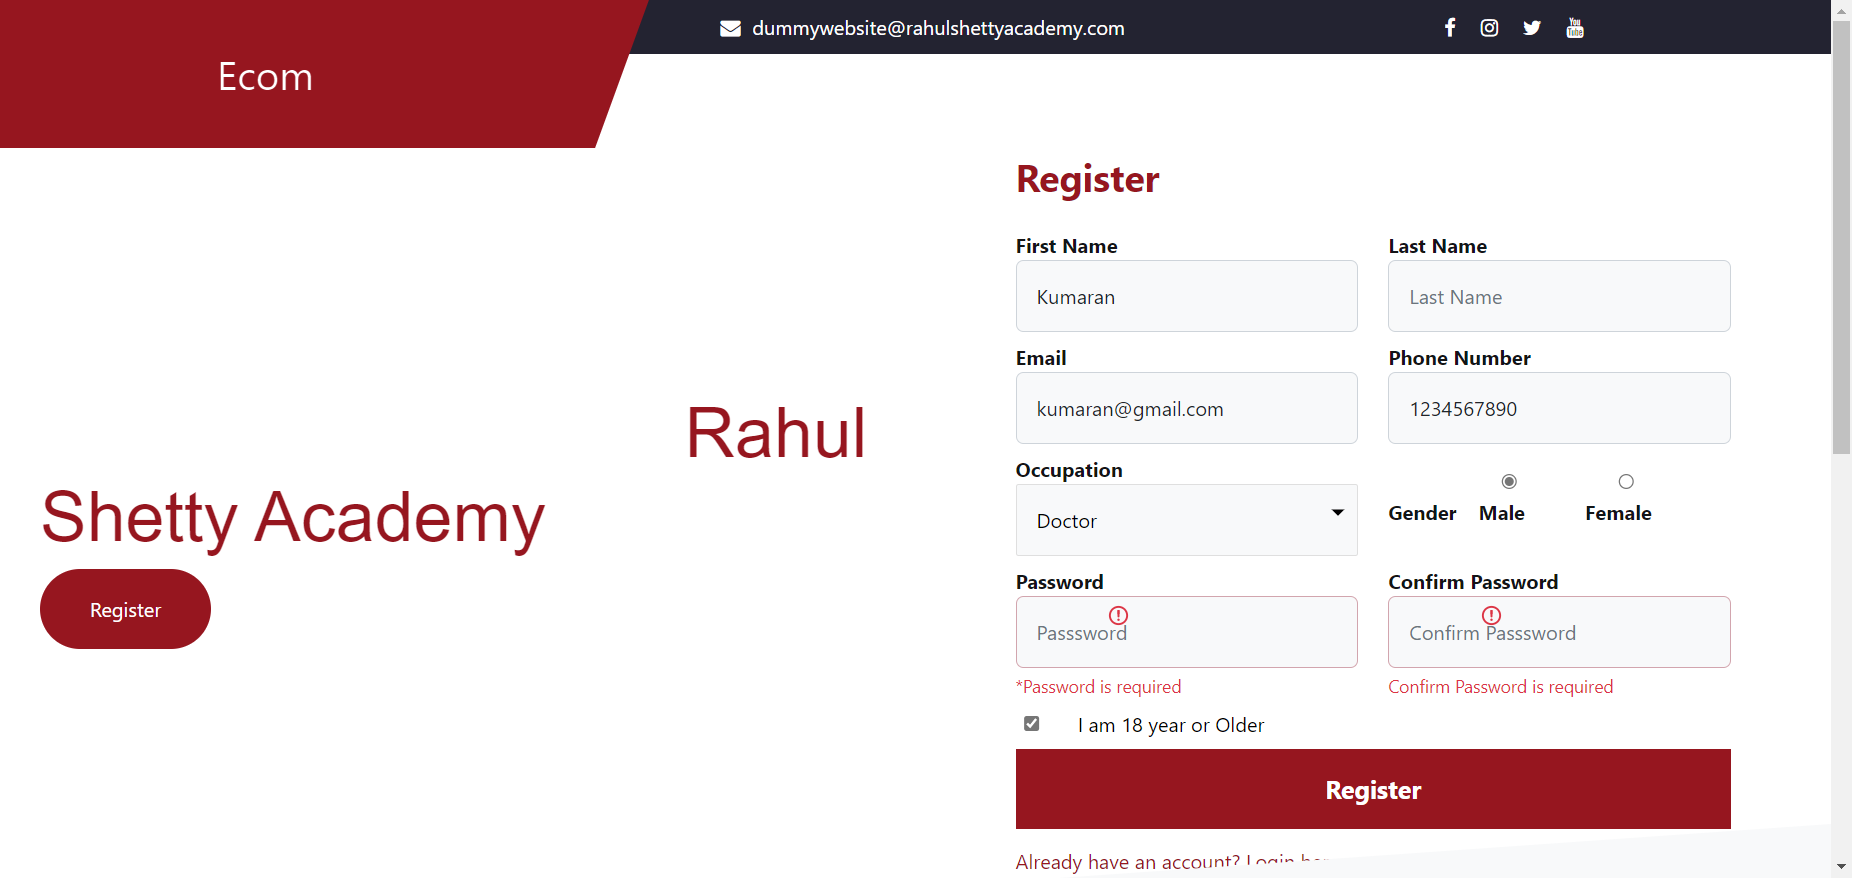 dummywebsite@rahulshettyacademy.com
Ecom
Register
First Name
Last Name
Kumaran
Last Name
Email
Phone Number
kumaran@gmail.com
1234567890
Rahul
Shetty Academy
Register
Occupation
Doctor
Gender Male Female
Password
Confirm Password
Passsword
Confirm Passsword
*Password is required
Confirm Password is required
I am 18 year or Older
Register
Already have an account? Login here